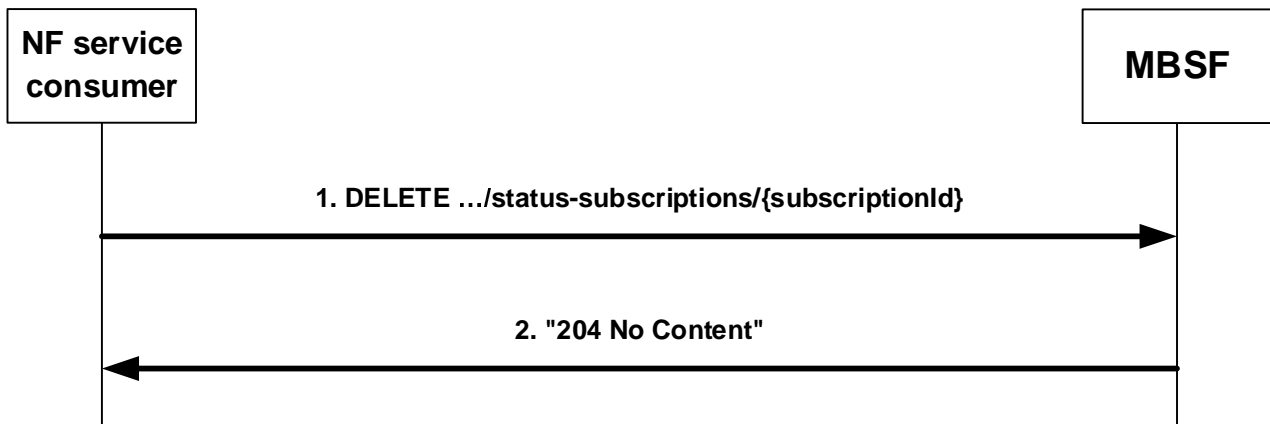 NF service
consumer
MBSF
1. DELETE …/status-subscriptions/{subscriptionId}
2. "204 No Content"